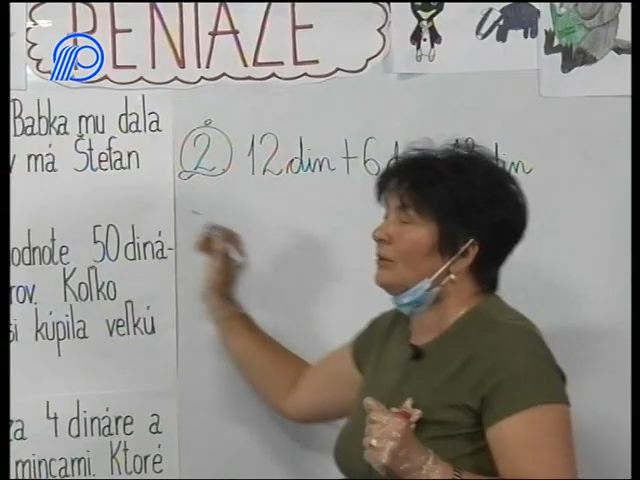 PENIAZE
Babka mu dala
má Štefan
2 12 din + 6
odnote 50 diná-
rov. Koľko
si kúpila veľkú
za 4 dináre a
mincami. Ktoré